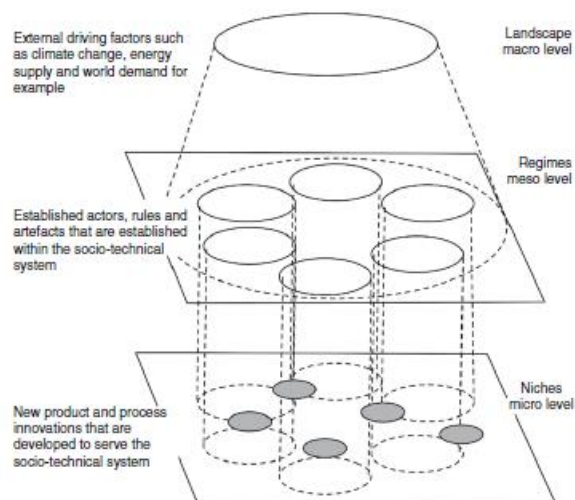 External driving factors such
as climate change, energy
supply and world demand for
example
Landscape
macro level
Regimes
meso level
Established actors, rules and
artefacts that are established
within the socio-technical
system
Niches
micro level
New product and process
innovations that are
developed to serve the
socio-technical system